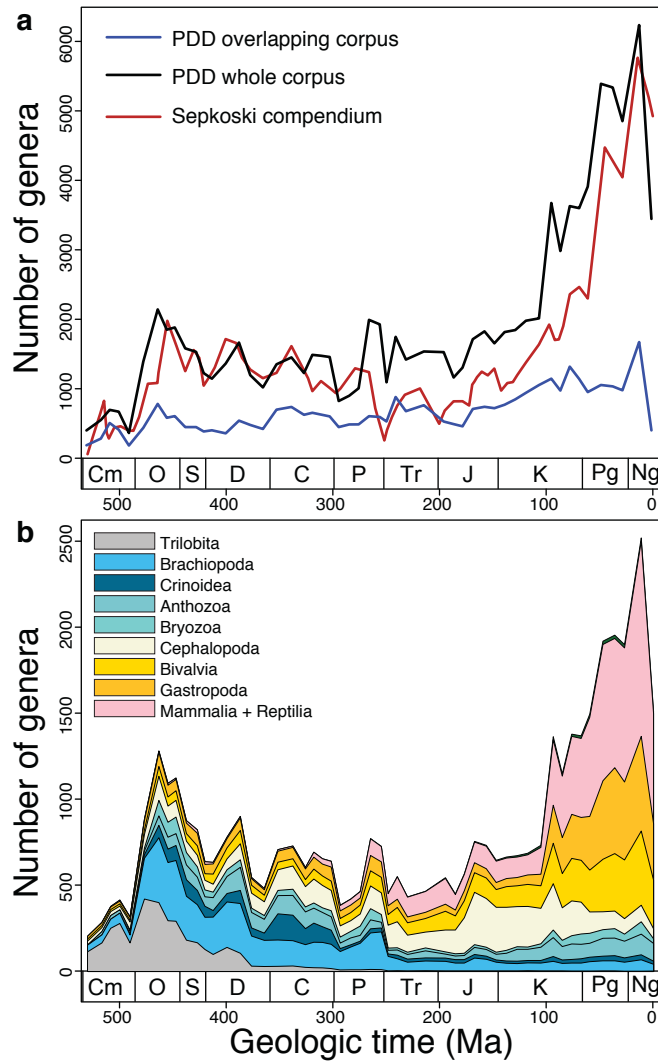 a
PDD overlapping corpus
PDD whole corpus
Sepkoski compendium
Number of genera
6000
5000
4000
3000
2000
1000
0
Cm O S D C P Tr J K Pg Ng
500 400 300 200 100 0
b
Trilobita
Brachiopoda
Crinoidea
Anthozoa
Bryozoa
Cephalopoda
Bivalvia
Gastropoda
Mammalia + Reptilia
Number of genera
2500
2000
1500
1000
500
0
Cm O S D C P Tr J K Pg Ng
500 400 300 200 100 0
Geologic time (Ma)